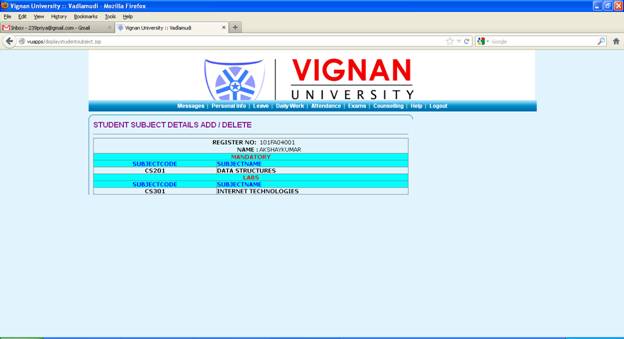 Vignan University :: Vadlamudi - Mozilla Firefox
File Edit View History Bookmarks Tools Help
Inbox - 239priya@gmail.com - Gmail × Vignan University :: Vadlamudi × +
vuapps/displaystudentsubject.jsp Google
VIGNAN
UNIVERSITY
Messages | Personal Info | Leave | Daily Work | Attendance | Exams | Counselling | Help | Logout
STUDENT SUBJECT DETAILS ADD / DELETE
REGISTER NO: 101FA04001
NAME : AKSHAYKUMAR
MANDATORY
SUBJECTCODE SUBJECTNAME
CS201 DATA STRUCTURES
LABS
SUBJECTCODE SUBJECTNAME
CS301 INTERNET TECHNOLOGIES